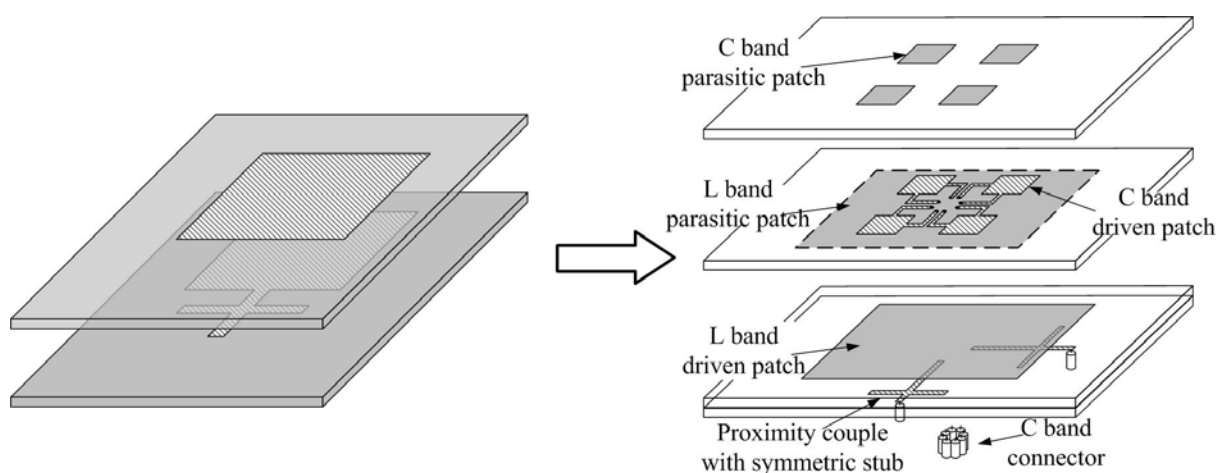 C band
parasitic patch
L band
parasitic patch
C band
driven patch
L band
driven patch
Proximity couple
with symmetric stub
C band
connector